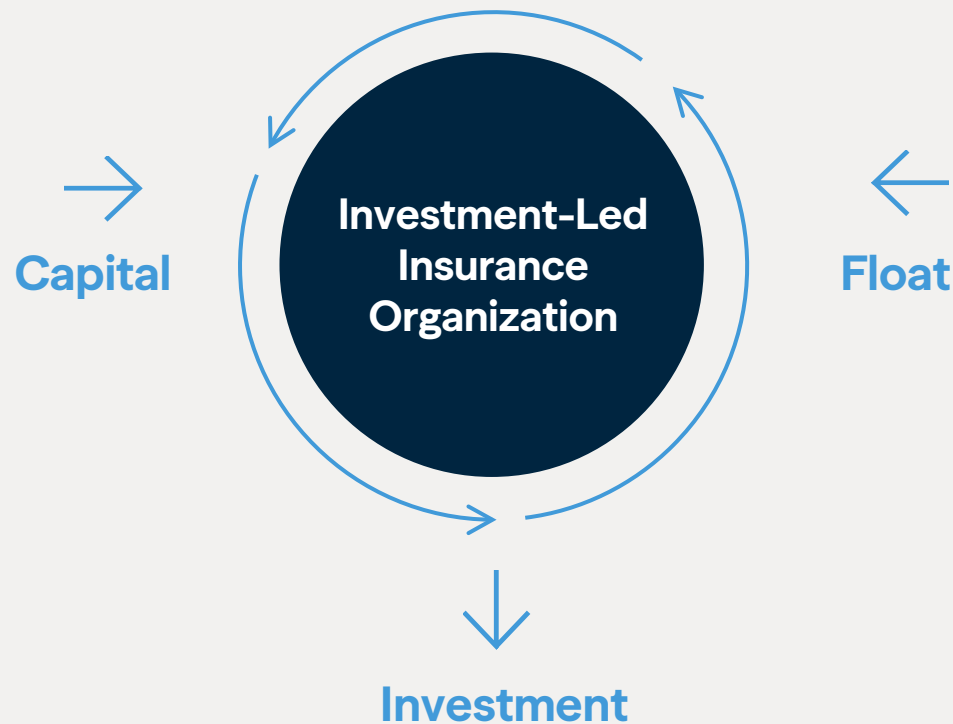 Investment-Led
Insurance
Organization
Capital
Float
Investment